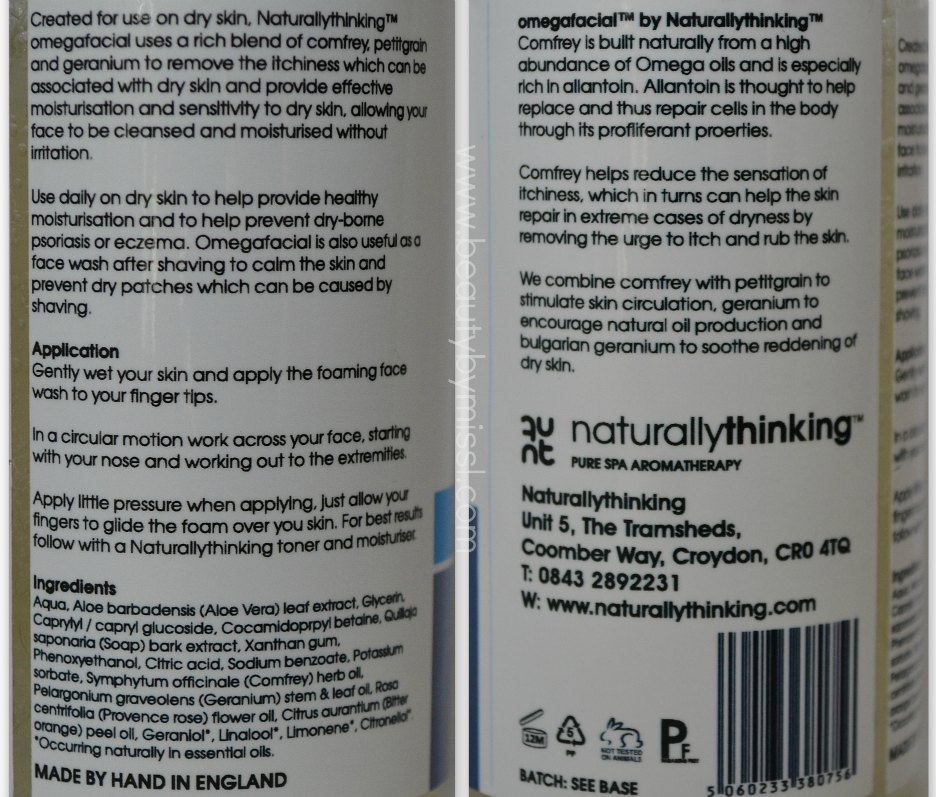 Created for use on dry skin, Naturallythinking™
omegafacial uses a rich blend of comfrey, petitgrain
and geranium to remove the itchiness which can be
associated with dry skin and provide effective
moisturisation and sensitivity to dry skin, allowing your
face to be cleansed and moisturised without
irritation.
Use daily on dry skin to help provide healthy
moisturisation and to help prevent dry-borne
psoriasis or eczema. Omegafacial is also useful as a
face wash after shaving to calm the skin and
prevent dry patches which can be caused by
shaving.
Application
Gently wet your skin and apply the foaming face
wash to your finger tips.
In a circular motion work across your face, starting
with your nose and working out to the extremities.
Apply little pressure when applying, just allow your
fingers to glide the foam over you skin. For best results
follow with a Naturallythinking toner and moisturiser.
Ingredients
Aqua, Aloe barbadensis (Aloe Vera) leaf extract, Glycerin,
Caprylyl / capryl glucoside, Cocamidoprpyl betaine, Quillaja
saponaria (Soap) bark extract, Xanthan gum,
Phenoxyethanol, Citric acid, Sodium benzoate, Potassium
sorbate, Symphytum officinale (Comfrey) herb oil,
Pelargonium graveolens (Geranium) stem & leaf oil, Rosa
centrifolia (Provence rose) flower oil, Citrus aurantium (Bitter
orange) peel oil, Geraniol*, Linalool*, Limonene*, Citronellol*.
*Occurring naturally in essential oils.
MADE BY HAND IN ENGLAND
www.beautybymissl.com
omegafacial™ by Naturallythinking™
Comfrey is built naturally from a high
abundance of Omega oils and is especially
rich in allantoin. Allantoin is thought to help
replace and thus repair cells in the body
through its profliferant proerties.
Comfrey helps reduce the sensation of
itchiness, which in turns can help the skin
repair in extreme cases of dryness by
removing the urge to itch and rub the skin.
We combine comfrey with petitgrain to
stimulate skin circulation, geranium to
encourage natural oil production and
bulgarian geranium to soothe reddening of
dry skin.
naturallythinking™
PURE SPA AROMATHERAPY
Naturallythinking
Unit 5, The Tramsheds,
Coomber Way, Croydon, CR0 4TQ
T: 0843 2892231
W: www.naturallythinking.com
12M
5
PP
NOT TESTED
ON ANIMALS
PF
BATCH: SEE BASE
5 060233 380756